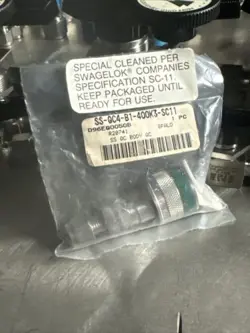 SPECIAL CLEANED PER
SWAGELOK® COMPANIES
SPECIFICATION SC-11.
KEEP PACKAGED UNTIL
READY FOR USE.
SS-QC4-B1-400K3-SC11
1 PC
SS QC BODY QC